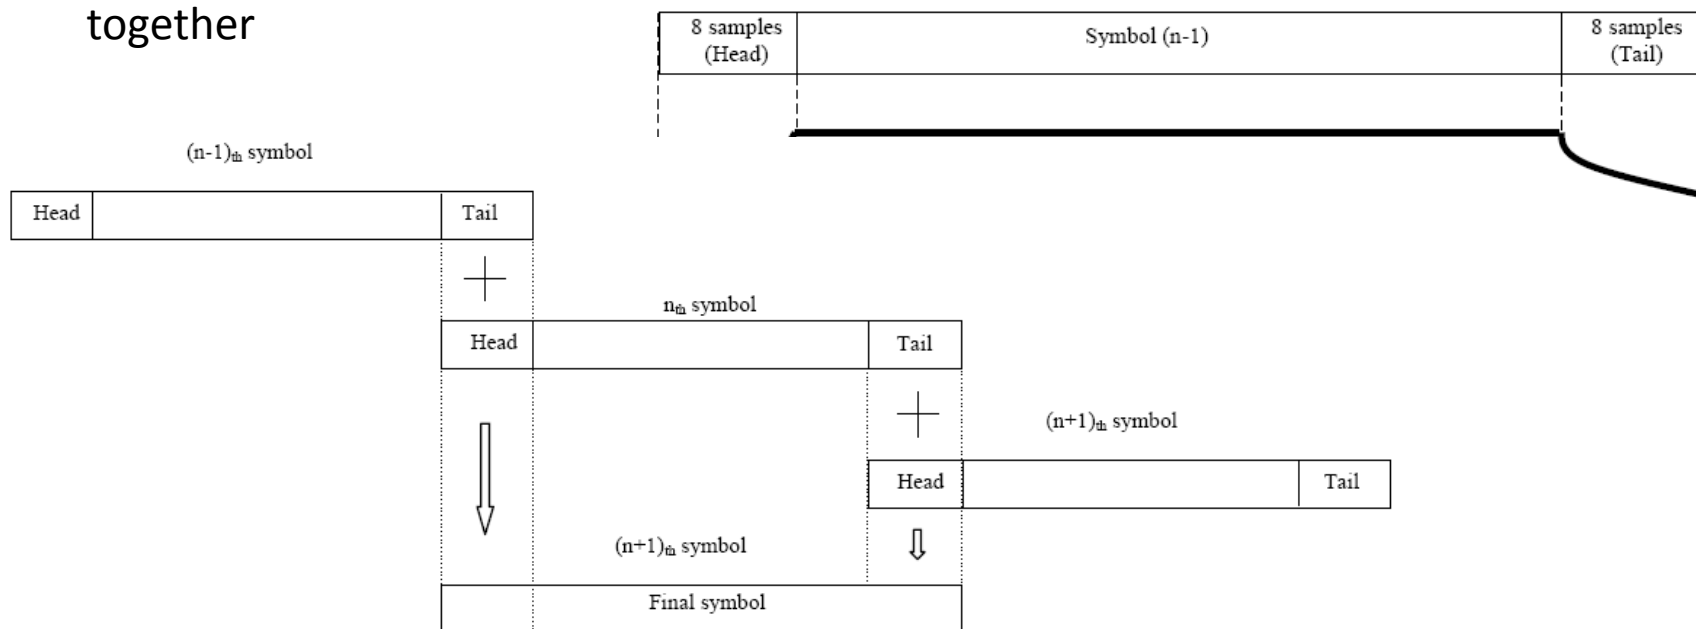 together
8 samples
(Head)
Symbol (n-1)
8 samples
(Tail)
(n-1)th symbol
Head
Tail
nth symbol
Head
Tail
(n+1)th symbol
Head
Tail
(n+1)th symbol
Final symbol